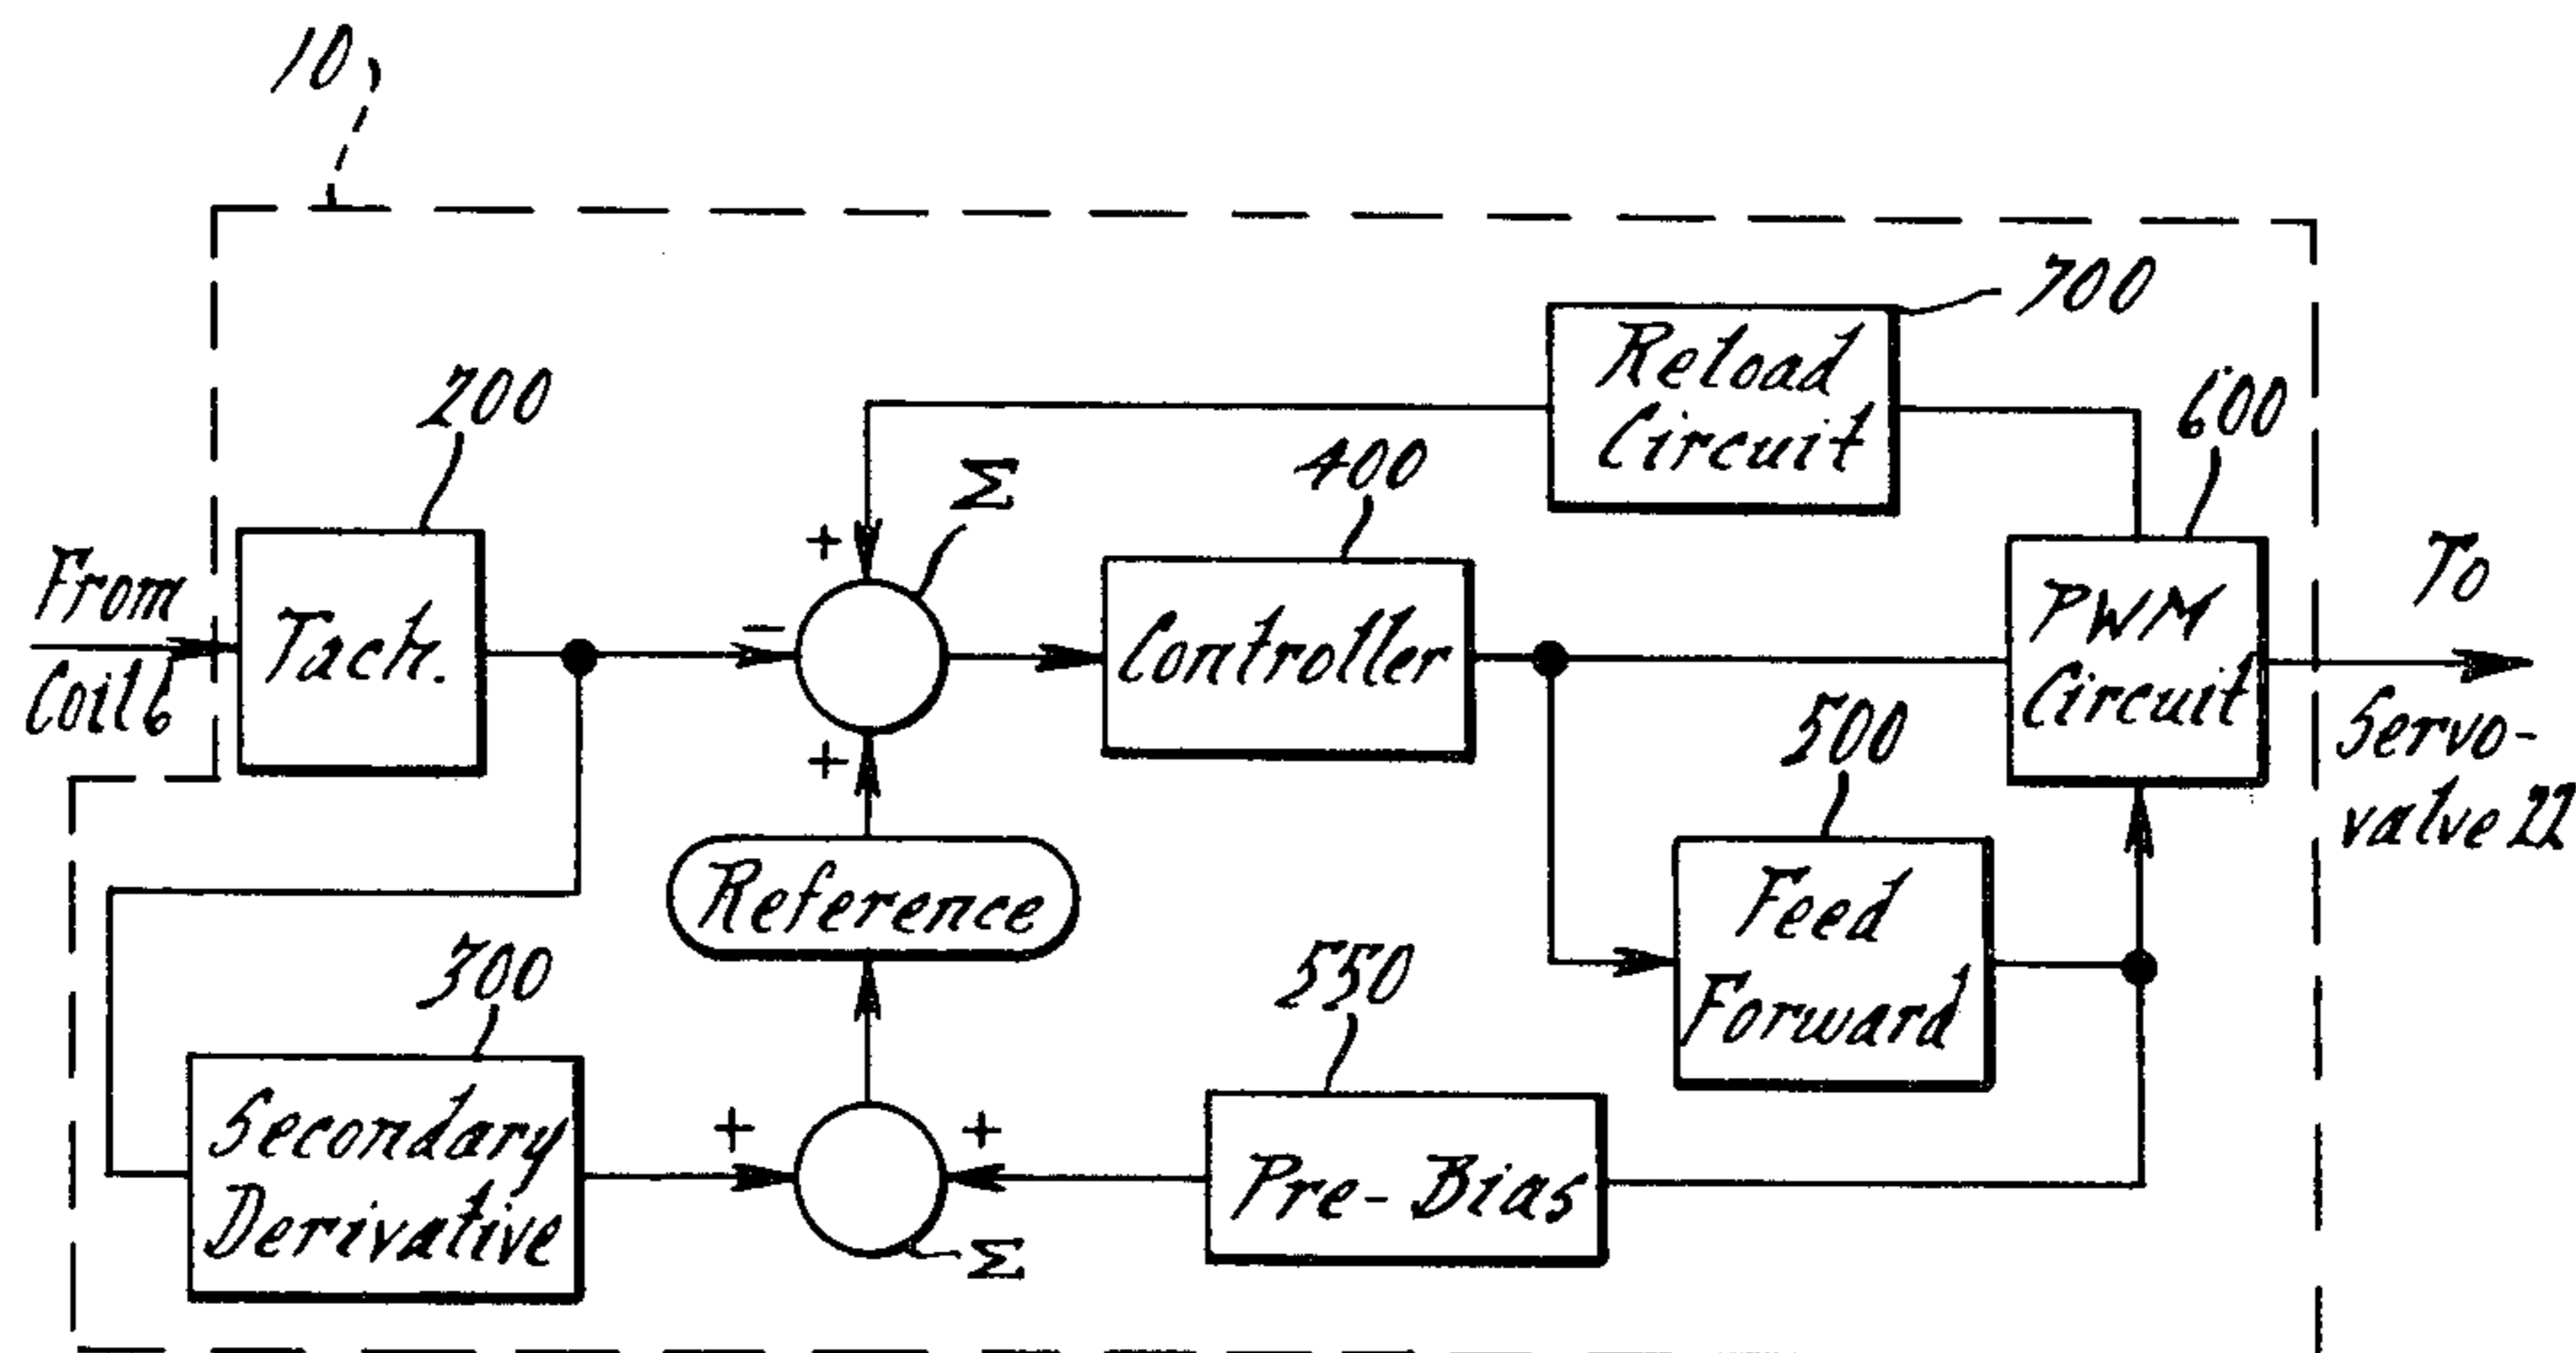 10
700
Reload
Circuit
200
Σ
400
600
+
From
Coil 6
Tach.
−
Controller
PWM
Circuit
To
Servo-
valve 22
+
500
Reference
Feed
Forward
300
550
Secondary
Derivative
+
+
Pre-Bias
Σ